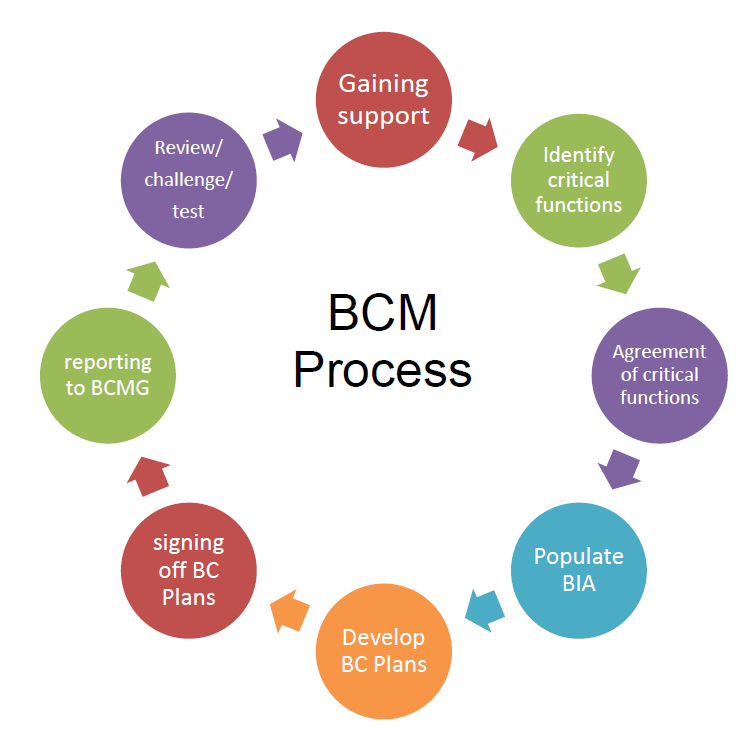 Gaining
support
Identify
critical
functions
Agreement
of critical
functions
Populate
BIA
Develop
BC Plans
signing
off BC
Plans
reporting
to BCMG
Review/
challenge/
test
BCM
Process